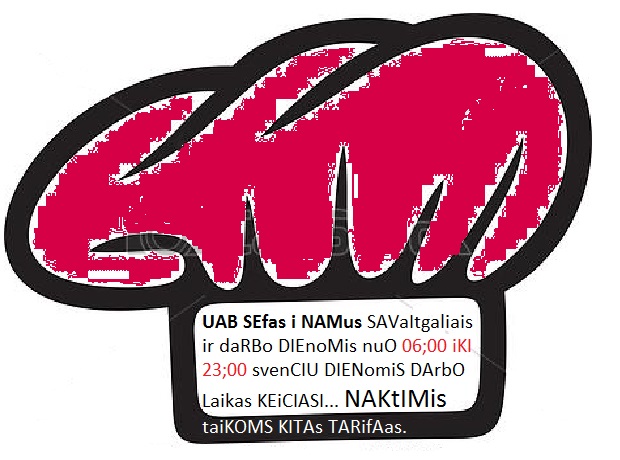 UAB SEfas i NAMus SAValtgaliais
ir daRBo DIEnoMis nuO 06;00 iKI
23;00 svenCIU DIENomiS DArbO
Laikas KEiCIASI... NAKtIMis
taiKOMS KITAs TARifAas.